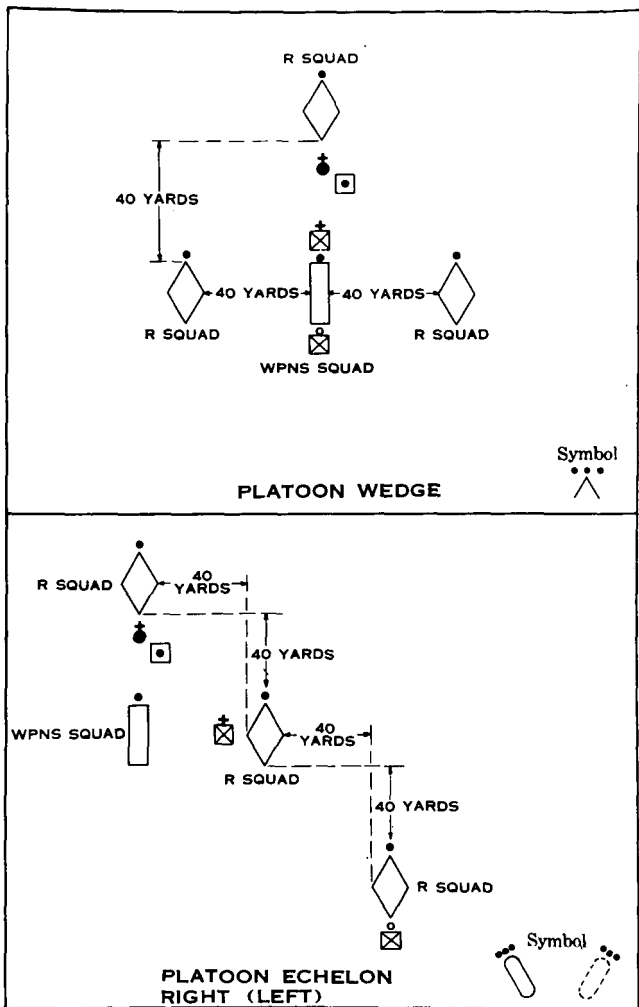 R SQUAD
40 YARDS
40 YARDS
40 YARDS
R SQUAD
R SQUAD
WPNS SQUAD
Symbol
PLATOON WEDGE
R SQUAD
40
YARDS
40 YARDS
WPNS SQUAD
40
YARDS
R SQUAD
40 YARDS
R SQUAD
Symbol
PLATOON ECHELON
RIGHT (LEFT)